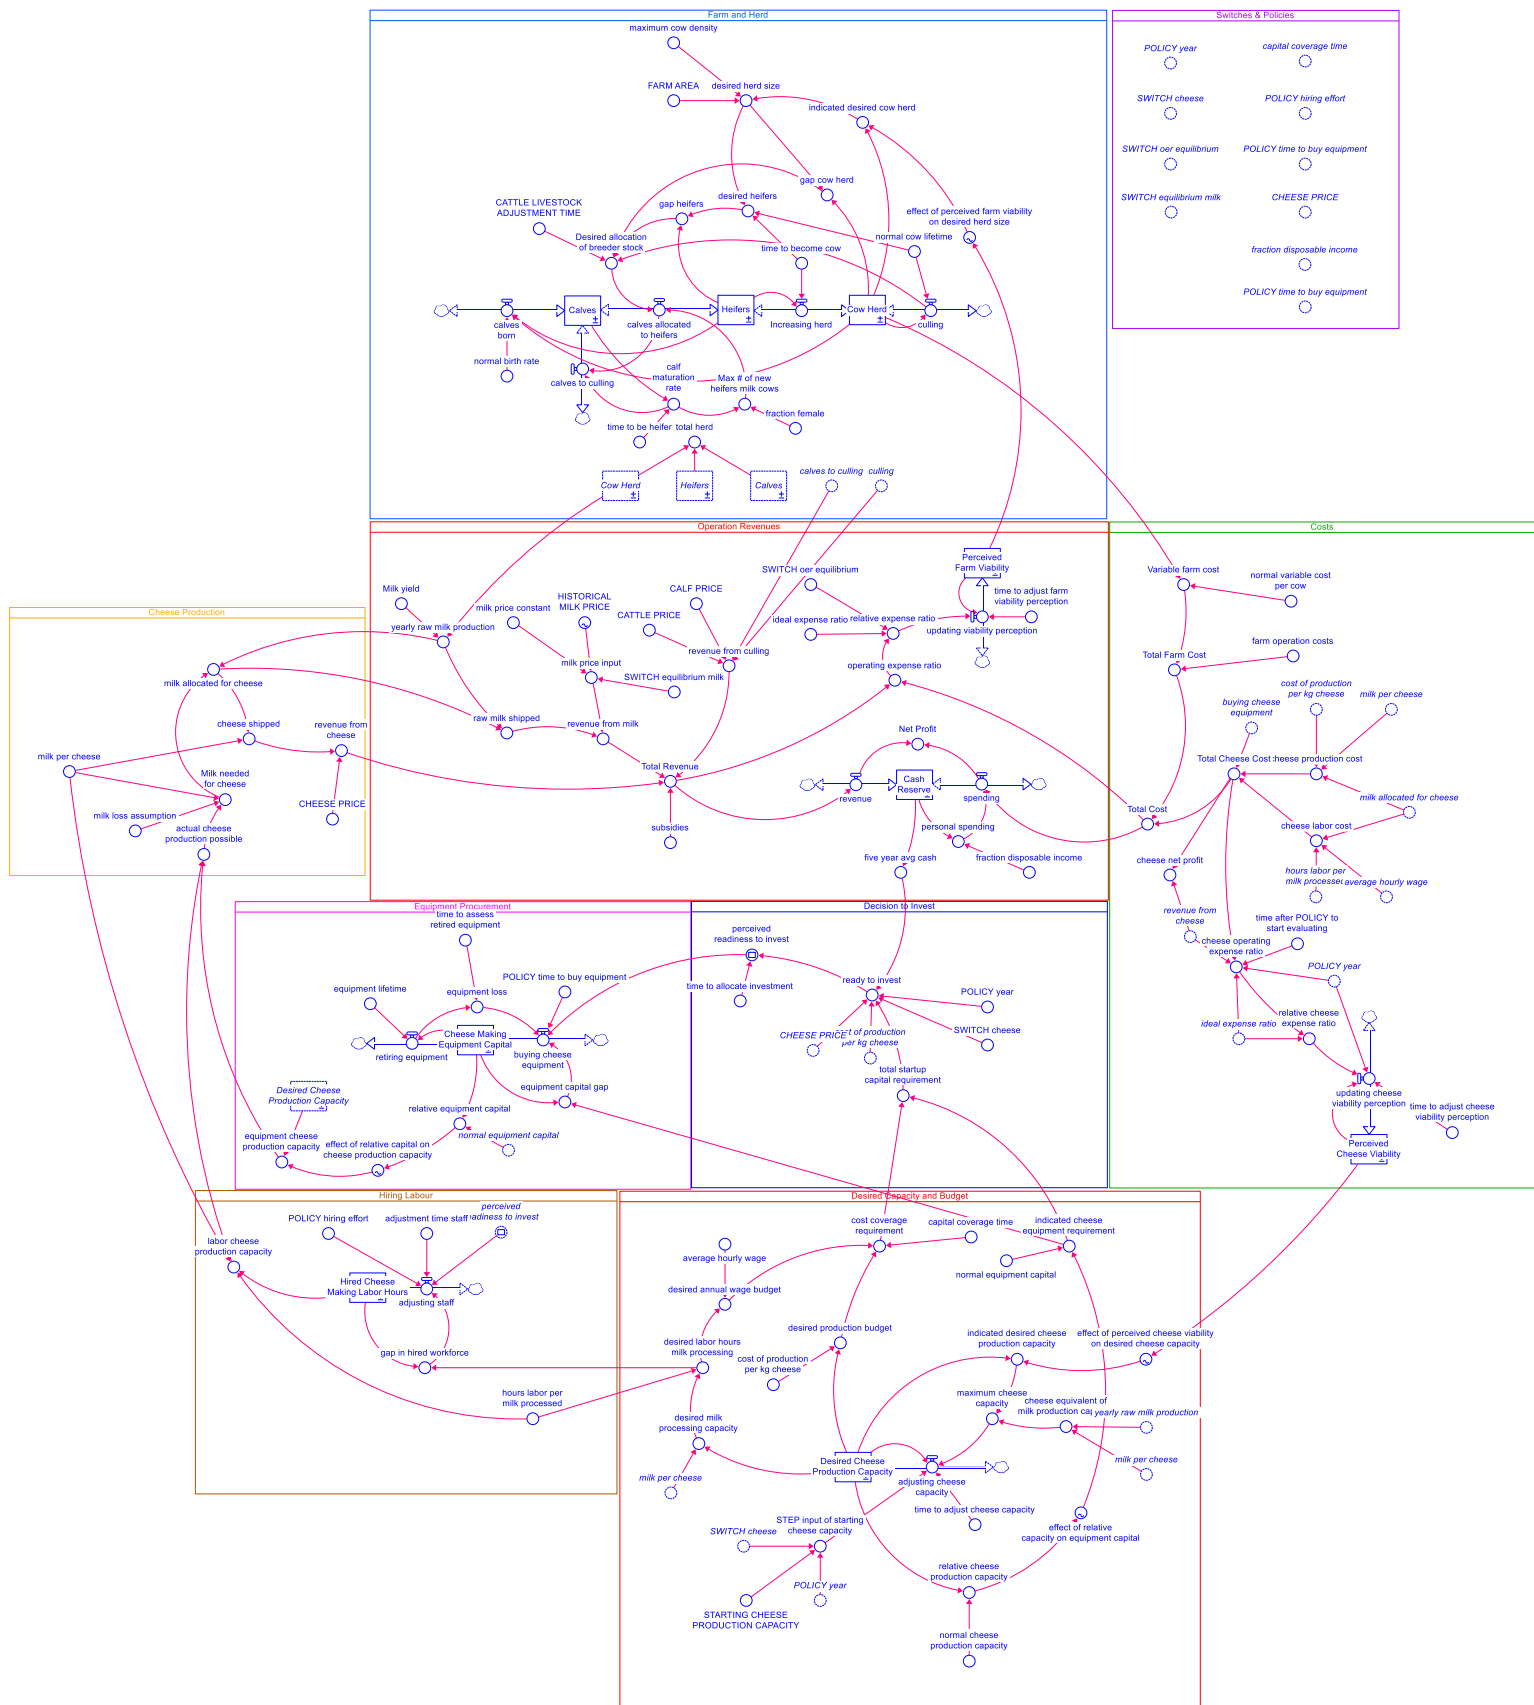 Farm and Herd
maximum cow density
FARM AREA
desired herd size
indicated desired cow herd
gap cow herd
CATTLE LIVESTOCK
ADJUSTMENT TIME
gap heifers
desired heifers
effect of perceived farm viability
on desired herd size
Desired allocation
of breeder stock
time to become cow
normal cow lifetime
Calves
Heifers
Cow Herd
calves
born
calves allocated
to heifers
Increasing herd
culling
normal birth rate
calves to culling
calf
maturation
rate
Max # of new
heifers milk cows
fraction female
time to be heifer
total herd
Cow Herd
Heifers
Calves
calves to culling
culling
Switches & Policies
POLICY year
capital coverage time
SWITCH cheese
POLICY hiring effort
SWITCH oer equilibrium
POLICY time to buy equipment
SWITCH equilibrium milk
CHEESE PRICE
fraction disposable income
POLICY time to buy equipment
Operation Revenues
Perceived
Farm Viability
SWITCH oer equilibrium
time to adjust farm
viability perception
Milk yield
milk price constant
HISTORICAL
MILK PRICE
CALF PRICE
CATTLE PRICE
ideal expense ratio
relative expense ratio
updating viability perception
yearly raw milk production
revenue from culling
milk price input
SWITCH equilibrium milk
operating expense ratio
raw milk shipped
revenue from milk
Net Profit
Total Revenue
Cash
Reserve
revenue
spending
subsidies
personal spending
five year avg cash
fraction disposable income
Costs
Variable farm cost
normal variable cost
per cow
Total Farm Cost
farm operation costs
cost of production
per kg cheese
milk per cheese
buying cheese
equipment
Total Cheese Cost
heese production cost
milk allocated for cheese
Total Cost
cheese labor cost
cheese net profit
hours labor per
milk processed
average hourly wage
revenue from
cheese
time after POLICY to
start evaluating
cheese operating
expense ratio
POLICY year
ideal expense ratio
relative cheese
expense ratio
updating cheese
viability perception
time to adjust cheese
viability perception
Perceived
Cheese Viability
Cheese Production
milk allocated for cheese
cheese shipped
revenue from
cheese
milk per cheese
Milk needed
for cheese
CHEESE PRICE
milk loss assumption
actual cheese
production possible
Equipment Procurement
time to assess
retired equipment
equipment lifetime
equipment loss
POLICY time to buy equipment
Cheese Making
Equipment Capital
retiring equipment
buying cheese
equipment
Desired Cheese
Production Capacity
equipment capital gap
relative equipment capital
normal equipment capital
equipment cheese
production capacity
effect of relative capital on
cheese production capacity
Decision to Invest
perceived
readiness to invest
time to allocate investment
ready to invest
POLICY year
SWITCH cheese
CHEESE PRICE
st of production
per kg cheese
total startup
capital requirement
Hiring Labour
POLICY hiring effort
adjustment time staff
perceived
adiness to invest
labor cheese
production capacity
Hired Cheese
Making Labor Hours
adjusting staff
gap in hired workforce
hours labor per
milk processed
Desired Capacity and Budget
cost coverage
requirement
capital coverage time
indicated cheese
equipment requirement
average hourly wage
normal equipment capital
desired annual wage budget
desired production budget
desired labor hours
milk processing
cost of production
per kg cheese
indicated desired cheese
production capacity
effect of perceived cheese viability
on desired cheese capacity
maximum cheese
capacity
cheese equivalent of
milk production cap
yearly raw milk production
desired milk
processing capacity
milk per cheese
Desired Cheese
Production Capacity
adjusting cheese
capacity
milk per cheese
time to adjust cheese capacity
STEP input of starting
cheese capacity
SWITCH cheese
effect of relative
capacity on equipment capital
POLICY year
STARTING CHEESE
PRODUCTION CAPACITY
relative cheese
production capacity
normal cheese
production capacity